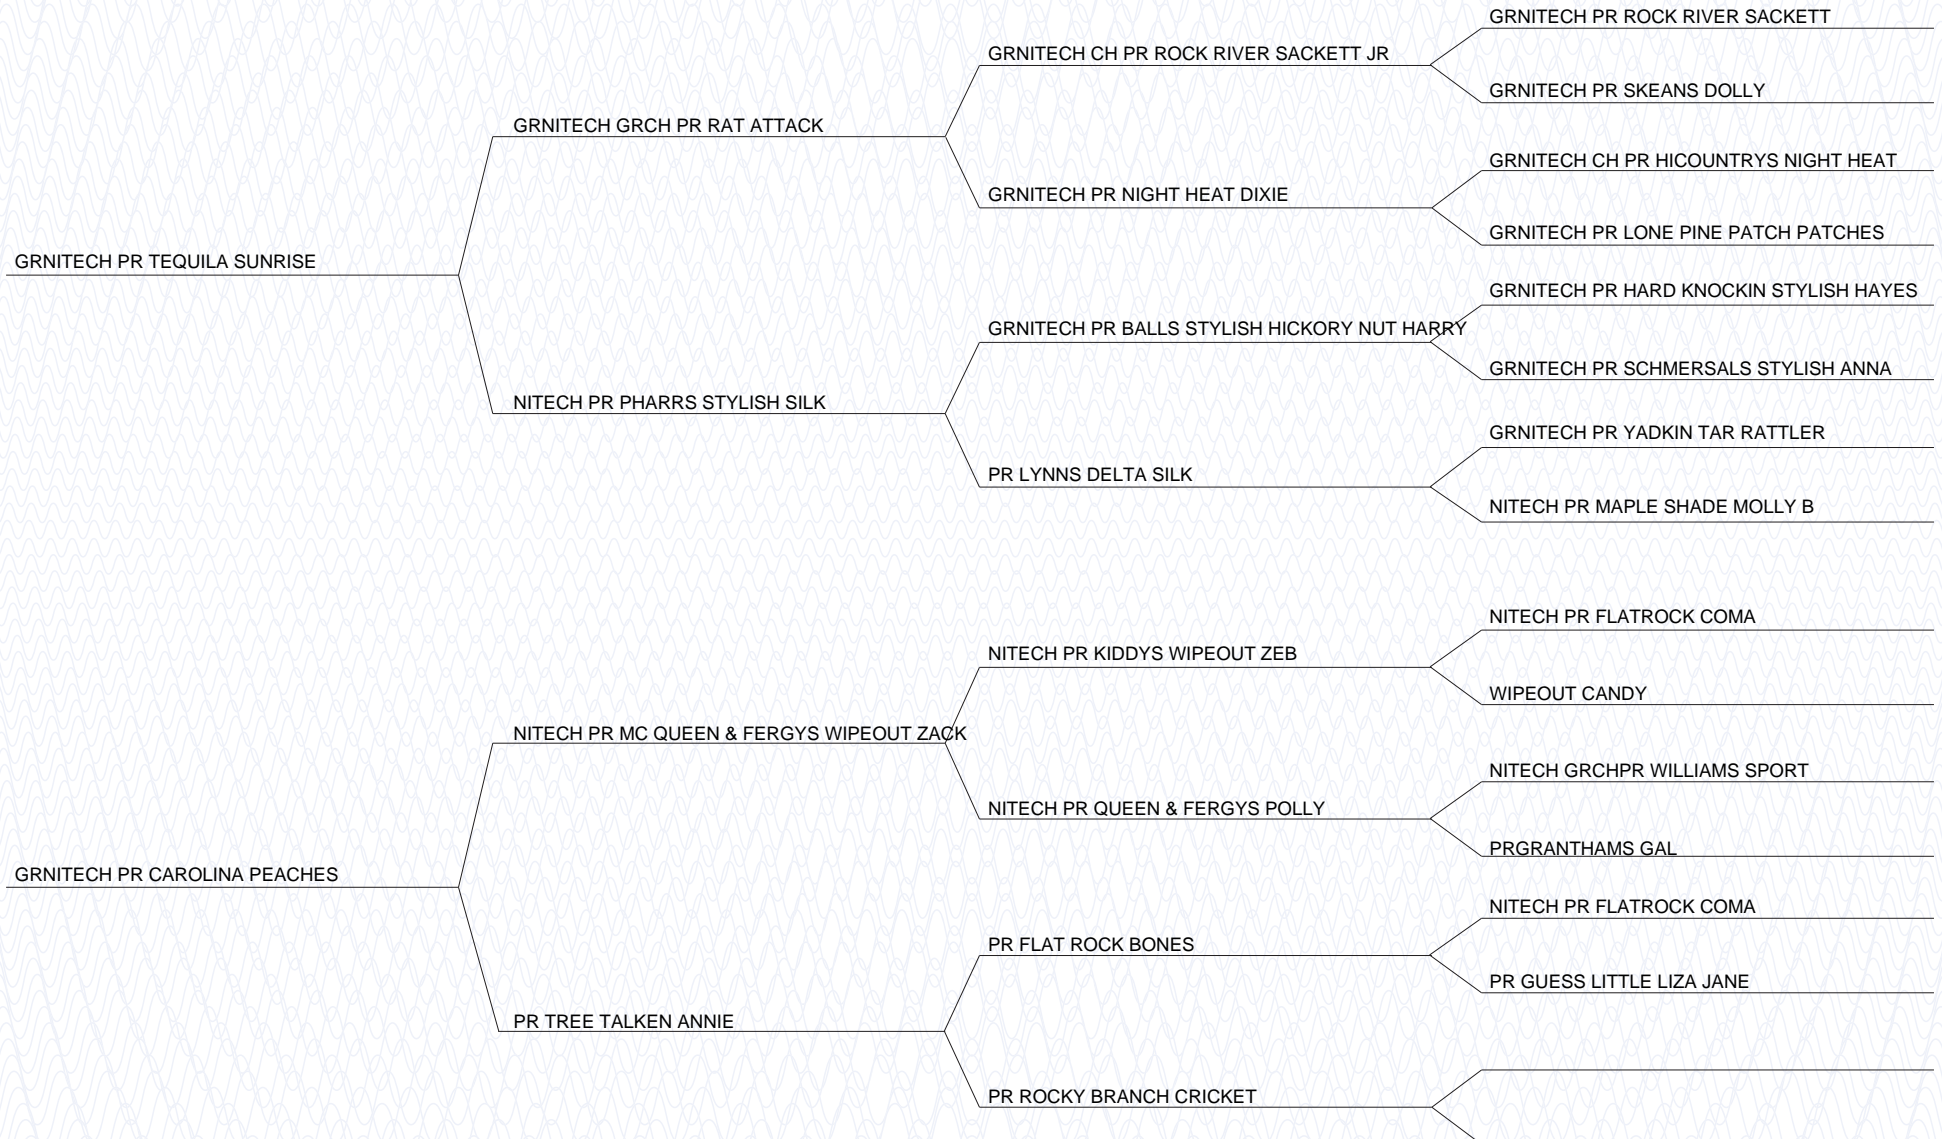 GRNITECH PR ROCK RIVER SACKETT
GRNITECH CH PR ROCK RIVER SACKETT JR
GRNITECH PR SKEANS DOLLY
GRNITECH GRCH PR RAT ATTACK
GRNITECH CH PR HICOUNTRYS NIGHT HEAT
GRNITECH PR NIGHT HEAT DIXIE
GRNITECH PR LONE PINE PATCH PATCHES
GRNITECH PR TEQUILA SUNRISE
GRNITECH PR HARD KNOCKIN STYLISH HAYES
GRNITECH PR BALLS STYLISH HICKORY NUT HARRY
GRNITECH PR SCHMERSALS STYLISH ANNA
NITECH PR PHARRS STYLISH SILK
GRNITECH PR YADKIN TAR RATTLER
PR LYNNS DELTA SILK
NITECH PR MAPLE SHADE MOLLY B
NITECH PR FLATROCK COMA
NITECH PR KIDDYS WIPEOUT ZEB
WIPEOUT CANDY
NITECH PR MC QUEEN & FERGYS WIPEOUT ZACK
NITECH GRCHPR WILLIAMS SPORT
NITECH PR QUEEN & FERGYS POLLY
PRGRANTHAMS GAL
GRNITECH PR CAROLINA PEACHES
NITECH PR FLATROCK COMA
PR FLAT ROCK BONES
PR GUESS LITTLE LIZA JANE
PR TREE TALKEN ANNIE
PR ROCKY BRANCH CRICKET